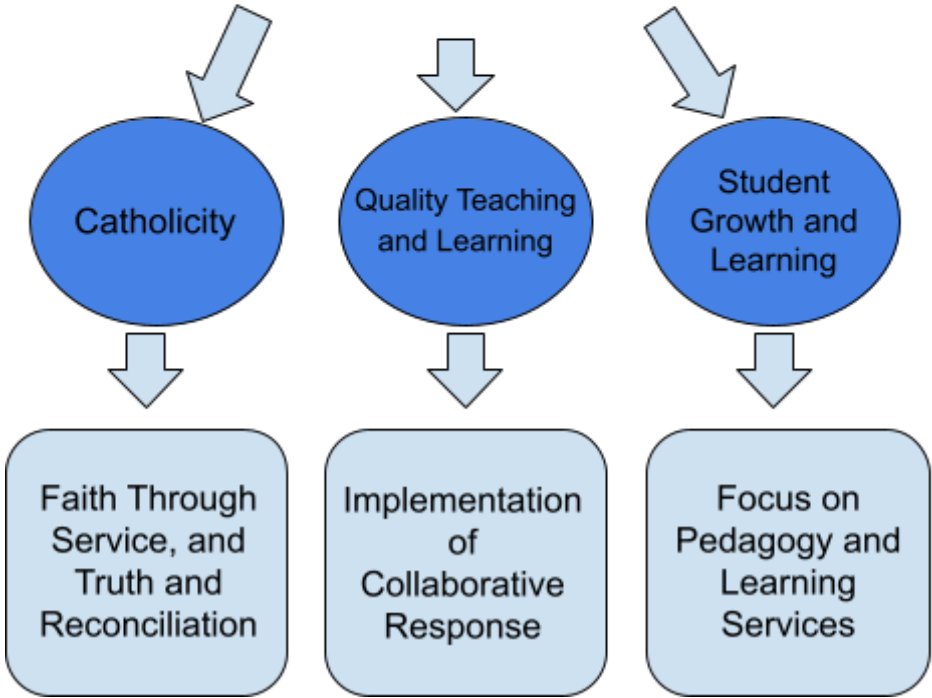 Catholicity
Quality Teaching
and Learning
Student
Growth and
Learning
Faith Through
Service, and
Truth and
Reconciliation
Implementation
of
Collaborative
Response
Focus on
Pedagogy and
Learning
Services